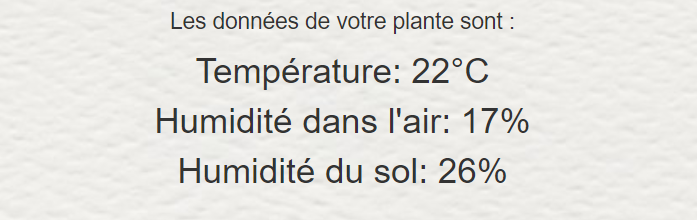 Les données de votre plante sont :
Température: 22°C
Humidité dans l'air: 17%
Humidité du sol: 26%